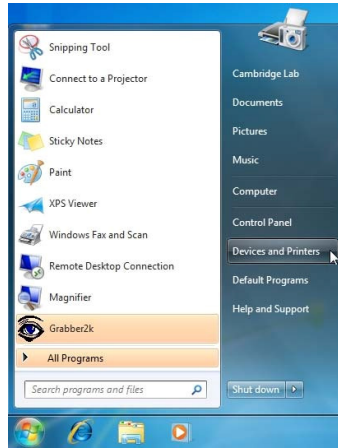 Snipping Tool
Connect to a Projector
Calculator
Sticky Notes
Paint
XPS Viewer
Windows Fax and Scan
Remote Desktop Connection
Magnifier
Grabber2k
All Programs
Search programs and files
Cambridge Lab
Documents
Pictures
Music
Computer
Control Panel
Devices and Printers
Default Programs
Help and Support
Shut down